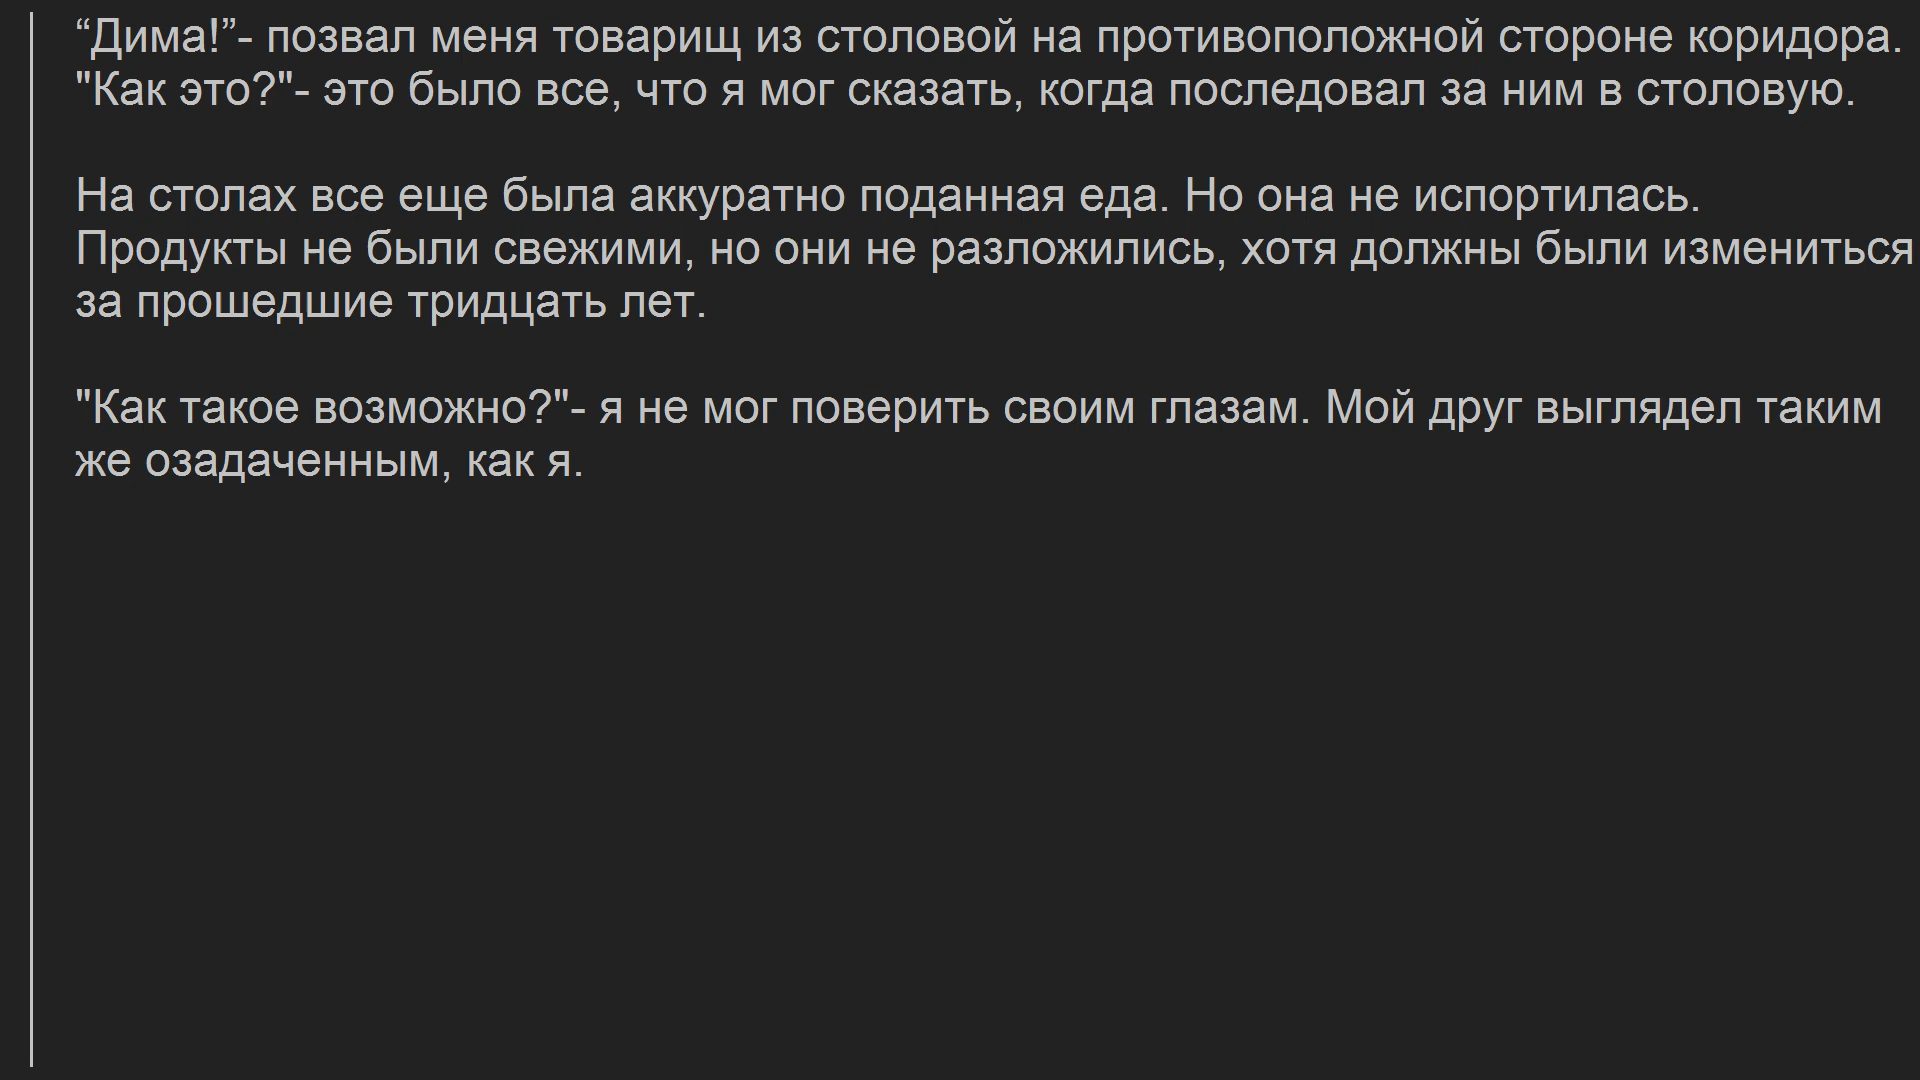 “Дима!”- позвал меня товарищ из столовой на противоположной стороне коридора.
"Как это?"- это было все, что я мог сказать, когда последовал за ним в столовую.
На столах все еще была аккуратно поданная еда. Но она не испортилась.
Продукты не были свежими, но они не разложились, хотя должны были измениться
за прошедшие тридцать лет.
"Как такое возможно?"- я не мог поверить своим глазам. Мой друг выглядел таким
же озадаченным, как я.